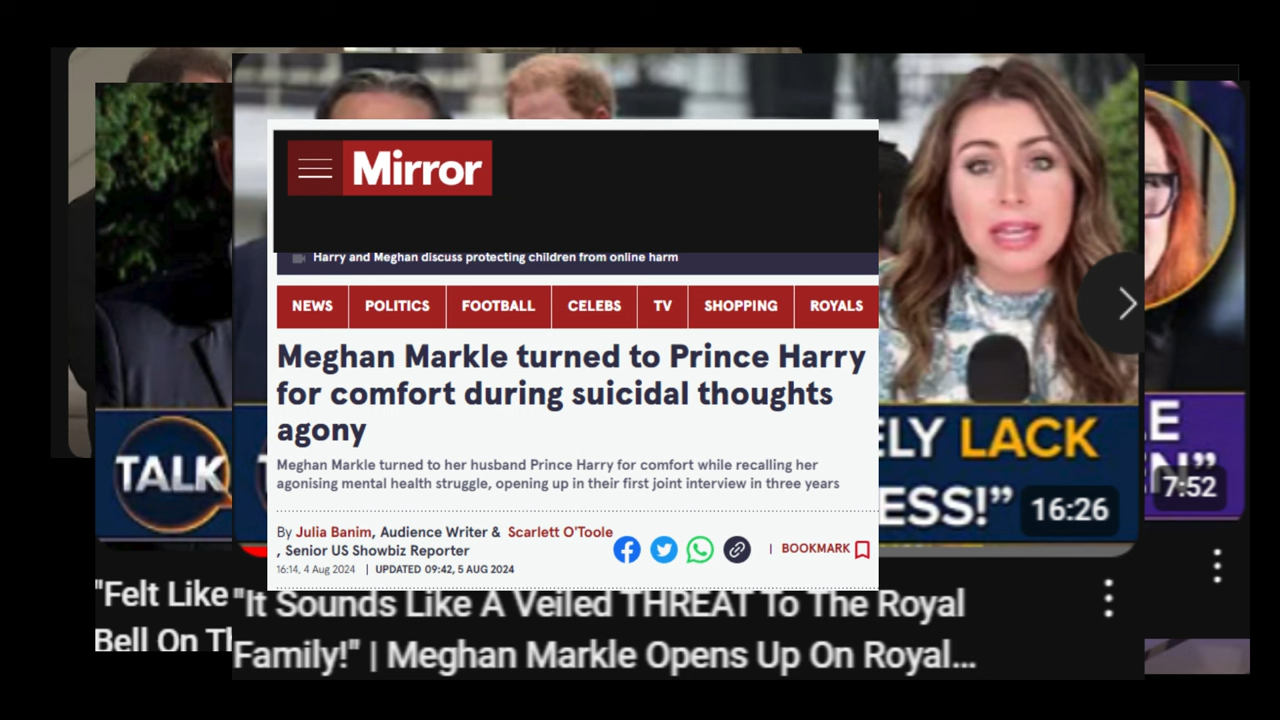 Mirror
Harry and Meghan discuss protecting children from online harm
NEWS
POLITICS
FOOTBALL
CELEBS
TV
SHOPPING
ROYALS
Meghan Markle turned to Prince Harry
for comfort during suicidal thoughts
agony
Meghan Markle turned to her husband Prince Harry for comfort while recalling her
agonising mental health struggle, opening up in their first joint interview in three years
By Julia Banim, Audience Writer & Scarlett O'Toole
, Senior US Showbiz Reporter
16:14, 4 Aug 2024 | UPDATED 09:42, 5 AUG 2024
| BOOKMARK
TALK
LACK
16:26
7:52
"Felt Like
Bell On
"It Sounds Like A Veiled THREAT To The Royal
Family!" | Meghan Markle Opens Up On Royal...